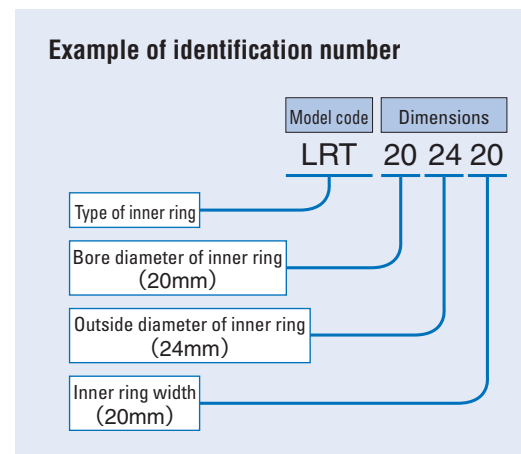 Example of identification number
Model code Dimensions
LRT 20 24 20
Type of inner ring
Bore diameter of inner ring
（20mm）
Outside diameter of inner ring
（24mm）
Inner ring width
（20mm）